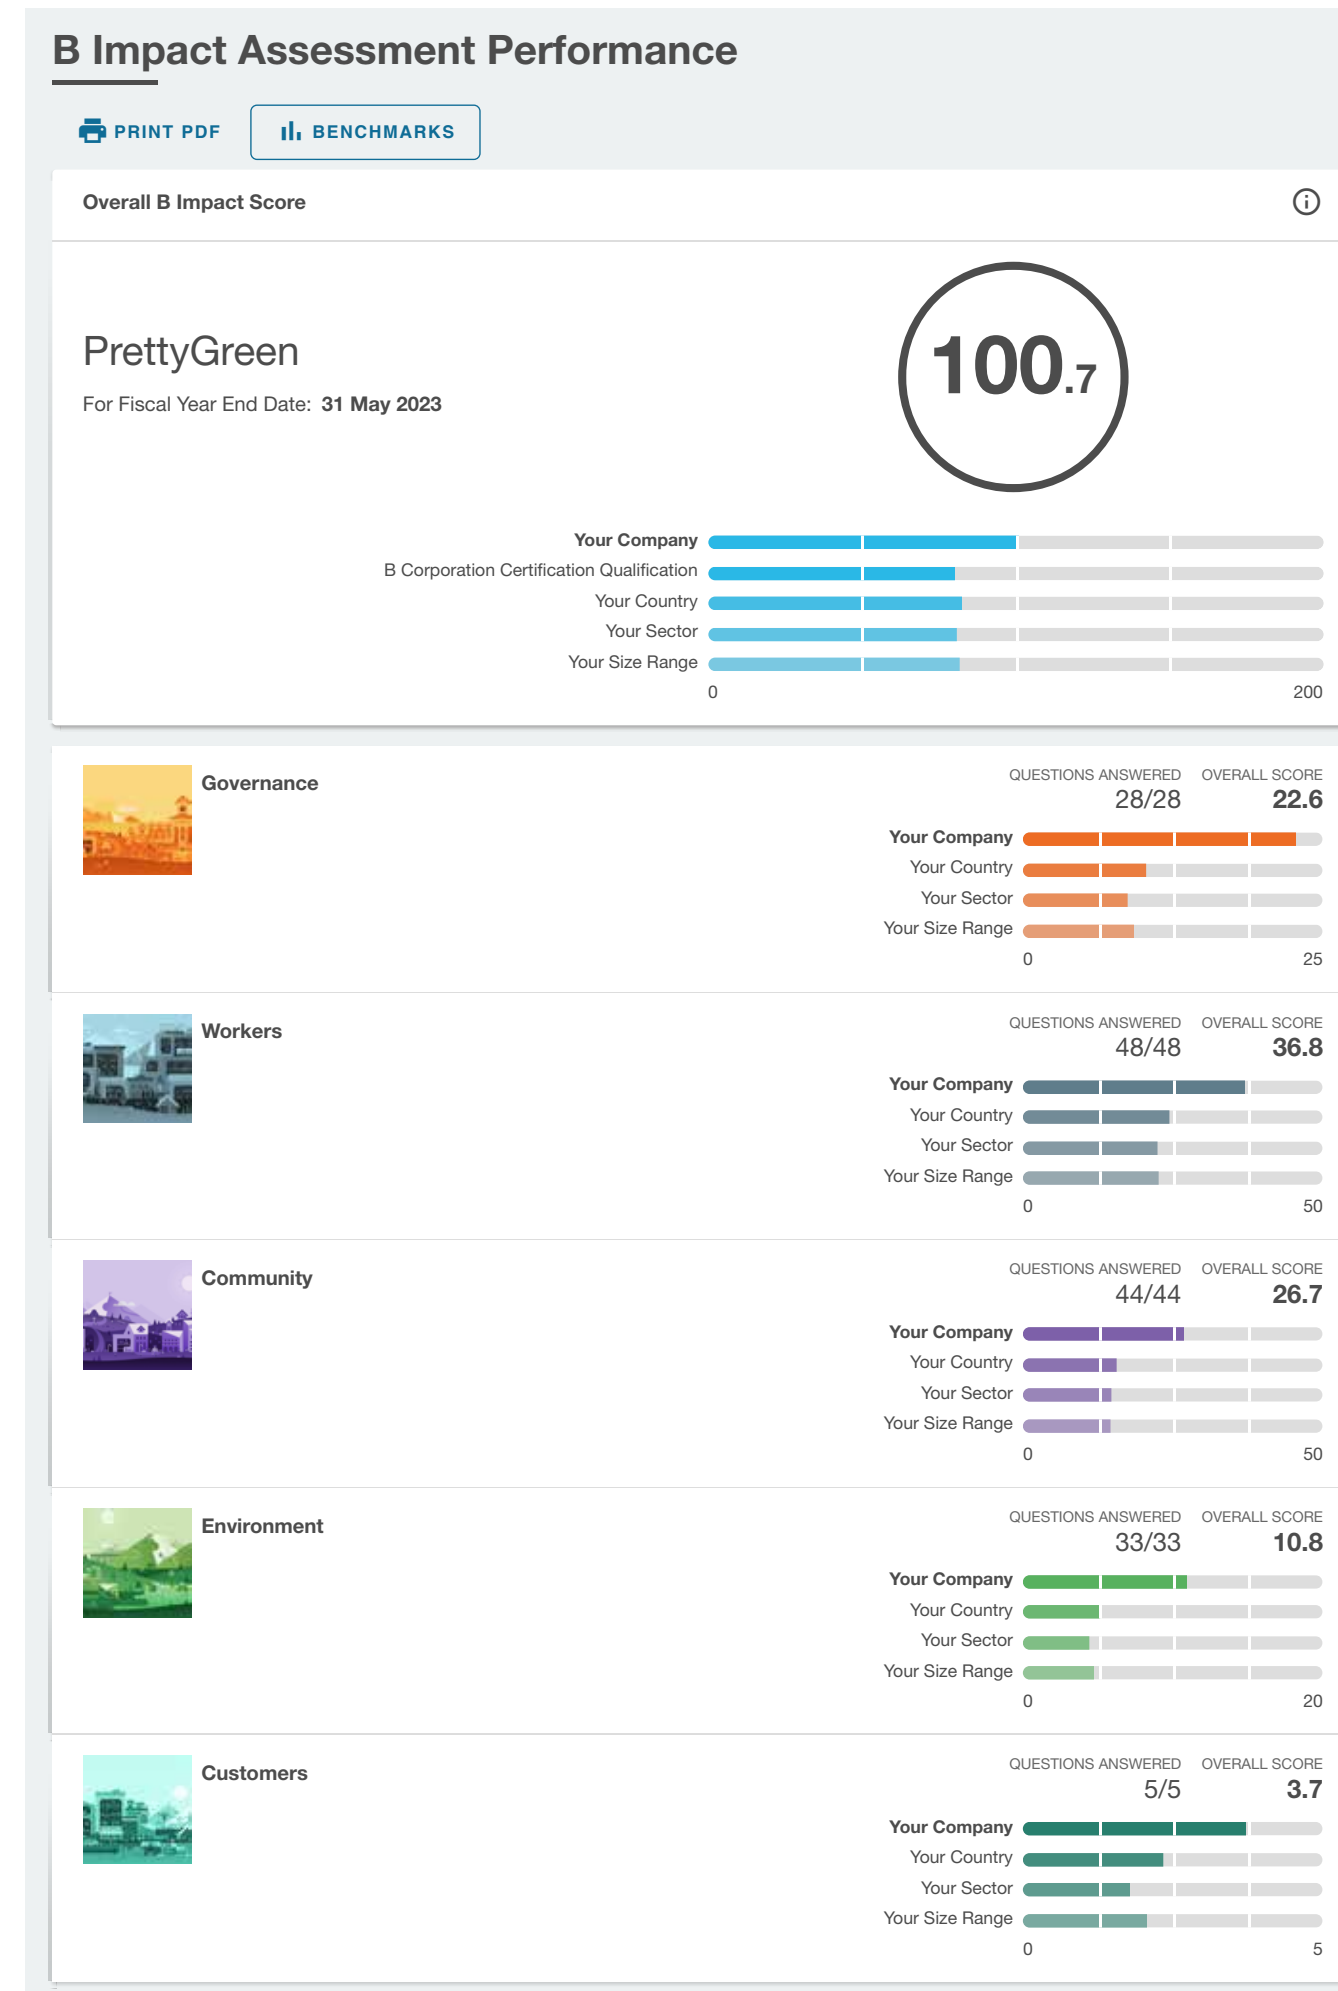 B Impact Assessment Performance
PRINT PDF BENCHMARKS
Overall B Impact Score
100.7
PrettyGreen
For Fiscal Year End Date: 31 May 2023
Your Company
B Corporation Certification Qualification
Your Country
Your Sector
Your Size Range
0 200
Governance
QUESTIONS ANSWERED OVERALL SCORE
28/28 22.6
Your Company
Your Country
Your Sector
Your Size Range
0 25
Workers
QUESTIONS ANSWERED OVERALL SCORE
48/48 36.8
Your Company
Your Country
Your Sector
Your Size Range
0 50
Community
QUESTIONS ANSWERED OVERALL SCORE
44/44 26.7
Your Company
Your Country
Your Sector
Your Size Range
0 50
Environment
QUESTIONS ANSWERED OVERALL SCORE
33/33 10.8
Your Company
Your Country
Your Sector
Your Size Range
0 20
Customers
QUESTIONS ANSWERED OVERALL SCORE
5/5 3.7
Your Company
Your Country
Your Sector
Your Size Range
0 5